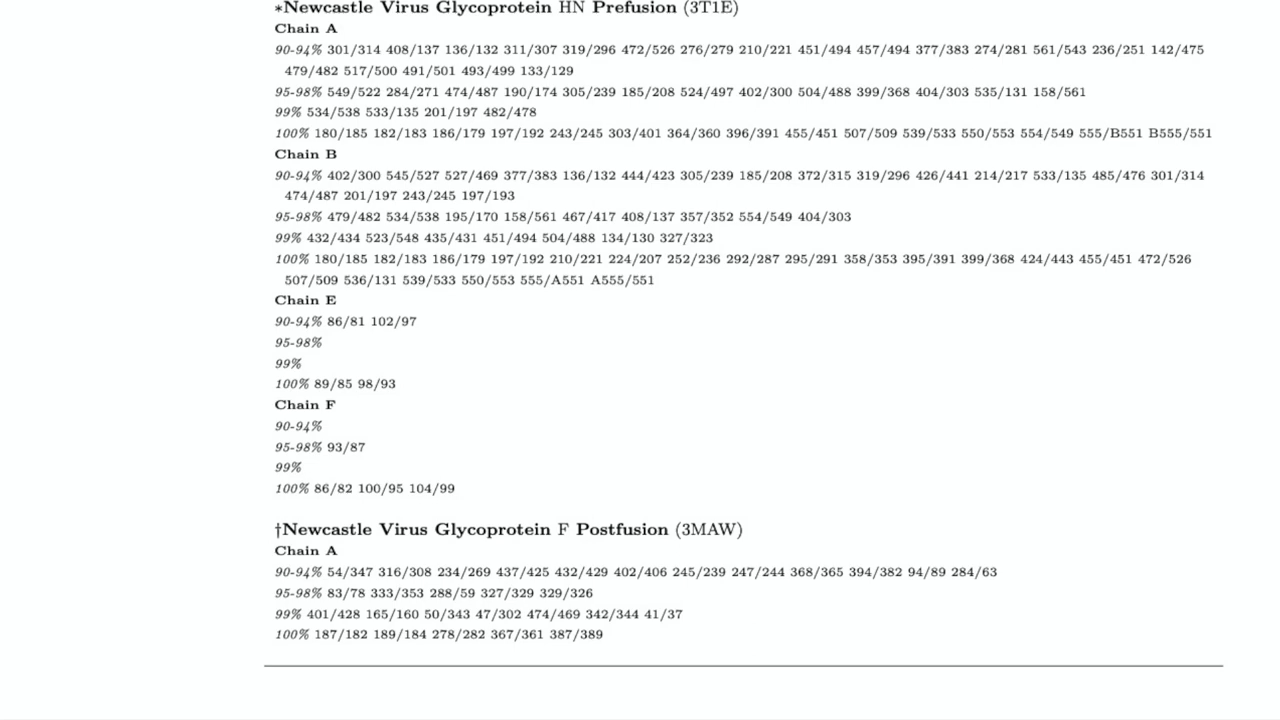 ∗Newcastle Virus Glycoprotein HN Prefusion (3T1E)
Chain A
90-94% 301/314 408/137 136/132 311/307 319/296 472/526 276/279 210/221 451/494 457/494 377/383 274/281 561/543 236/251 142/475
479/482 517/500 491/501 493/499 133/129
95-98% 549/522 284/271 474/487 190/174 305/239 185/208 524/497 402/300 504/488 399/368 404/303 535/131 158/561
99% 534/538 533/135 201/197 482/478
100% 180/185 182/183 186/179 197/192 243/245 303/401 364/360 396/391 455/451 507/509 539/533 550/553 554/549 555/B551 B555/551
Chain B
90-94% 402/300 545/527 527/469 377/383 136/132 444/423 305/239 185/208 372/315 319/296 426/441 214/217 533/135 485/476 301/314
474/487 201/197 243/245 197/193
95-98% 479/482 534/538 195/170 158/561 467/417 408/137 357/352 554/549 404/303
99% 432/434 523/548 435/431 451/494 504/488 134/130 327/323
100% 180/185 182/183 186/179 197/192 210/221 224/207 252/236 292/287 295/291 358/353 395/391 399/368 424/443 455/451 472/526
507/509 536/131 539/533 550/553 555/A551 A555/551
Chain E
90-94% 86/81 102/97
95-98%
99%
100% 89/85 98/93
Chain F
90-94%
95-98% 93/87
99%
100% 86/82 100/95 104/99
†Newcastle Virus Glycoprotein F Postfusion (3MAW)
Chain A
90-94% 54/347 316/308 234/269 437/425 432/429 402/406 245/239 247/244 368/365 394/382 94/89 284/63
95-98% 83/78 333/353 288/59 327/329 329/326
99% 401/428 165/160 50/343 47/302 474/469 342/344 41/37
100% 187/182 189/184 278/282 367/361 387/389